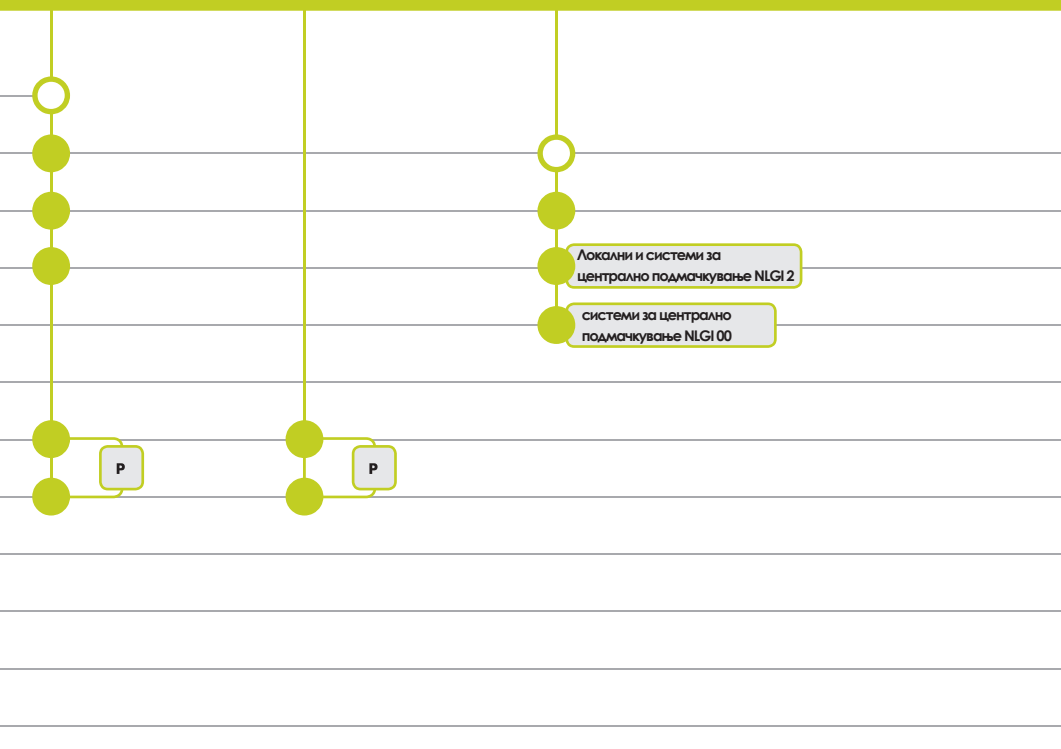 Локални и системи за
централно подмачкување NLGI 2
системи за централно
подмачкување NLGI 00
P
P